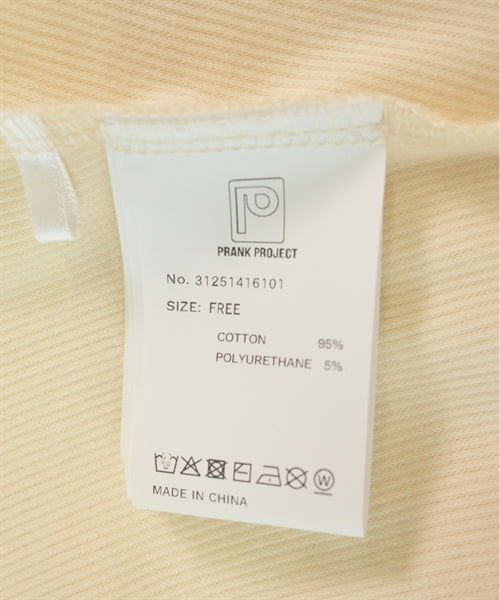 P
PRANK PROJECT
No. 31251416101
SIZE: FREE
COTTON 95%
POLYURETHANE 5%
W
MADE IN CHINA